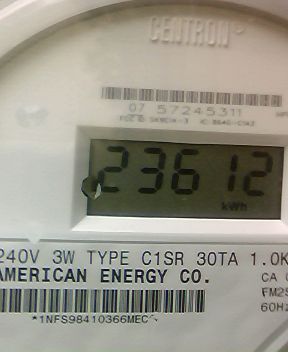 CENTRON
07 57245311
23612
kWh
240V 3W TYPE C1SR 30TA 1.0K
AMERICAN ENERGY CO.
CA
FM2S
60Hz
*1NFS98410366MEC